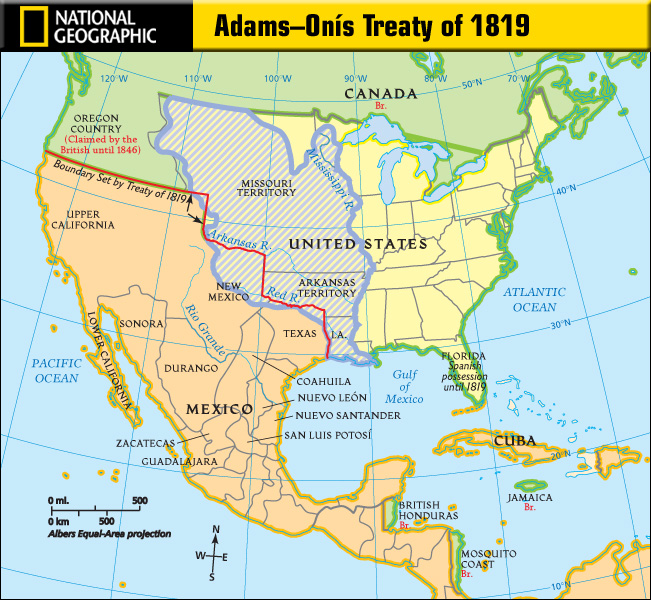 NATIONAL
GEOGRAPHIC
Adams–Onís Treaty of 1819
120°W
110°W
100°W
90°W
80°W
70°W
50°N
CANADA
Br.
OREGON
COUNTRY
(Claimed by the
British until 1846)
Boundary Set by Treaty of 1819
MISSOURI
TERRITORY
Mississippi R.
40°N
UPPER
CALIFORNIA
Arkansas R.
UNITED STATES
NEW
MEXICO
Red R.
ARKANSAS
TERRITORY
ATLANTIC
OCEAN
30°N
Rio Grande
TEXAS
LA.
SONORA
LOWER CALIFORNIA
PACIFIC
OCEAN
DURANGO
FLORIDA
Spanish
possession
until 1819
Gulf
of
Mexico
COAHUILA
NUEVO LEÓN
MEXICO
NUEVO SANTANDER
ZACATECAS
SAN LUIS POTOSÍ
GUADALAJARA
CUBA
20°N
JAMAICA
Br.
BRITISH
HONDURAS
Br.
MOSQUITO
COAST
Br.
10°N
0 mi.
500
0 km
500
Albers Equal-Area projection
N
W
E
S